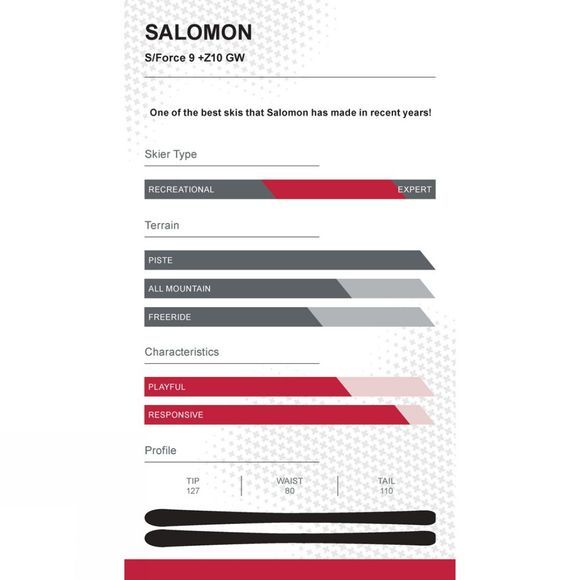 SALOMON
S/Force 9 +Z10 GW
One of the best skis that Salomon has made in recent years!
Skier Type
RECREATIONAL EXPERT
Terrain
PISTE
ALL MOUNTAIN
FREERIDE
Characteristics
PLAYFUL
RESPONSIVE
Profile
TIP WAIST TAIL
127 80 110